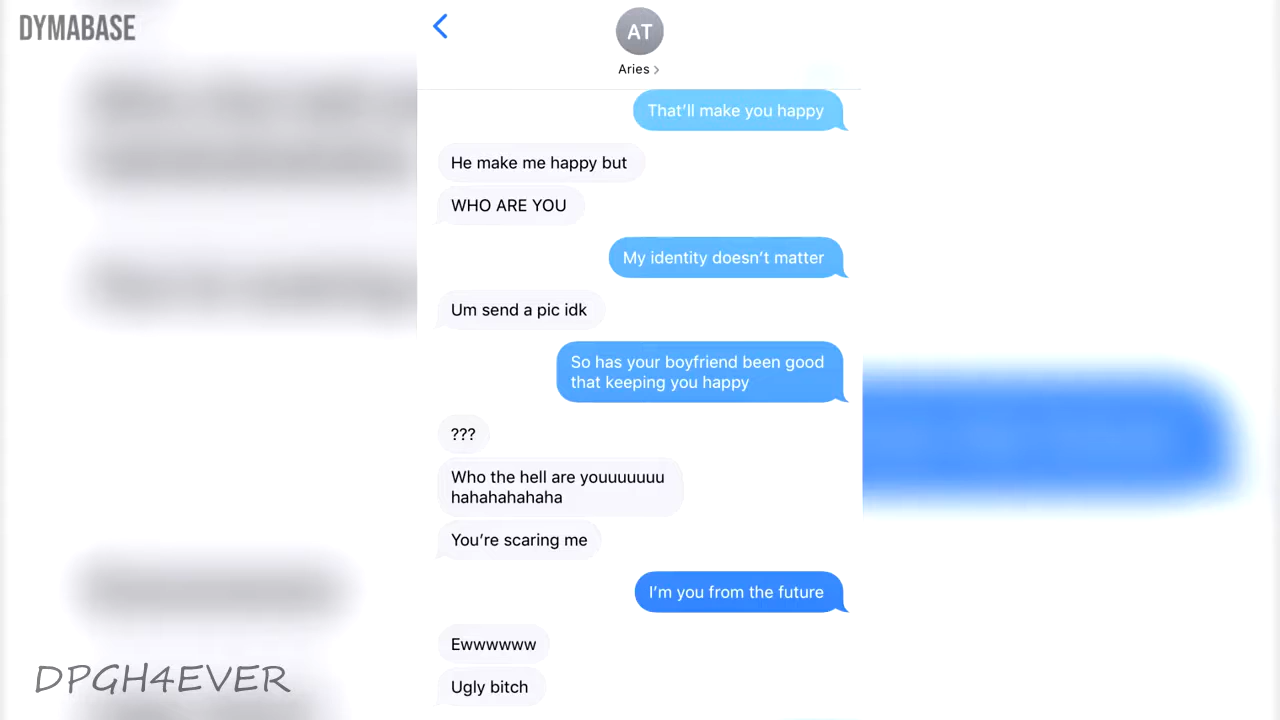 DYMABASE
AT
Aries
That'll make you happy
He make me happy but
WHO ARE YOU
My identity doesn't matter
Um send a pic idk
So has your boyfriend been good
that keeping you happy
???
Who the hell are youuuuuuu
hahahahahaha
You're scaring me
I'm you from the future
Ewwwwww
Ugly bitch
DPGH4EVER